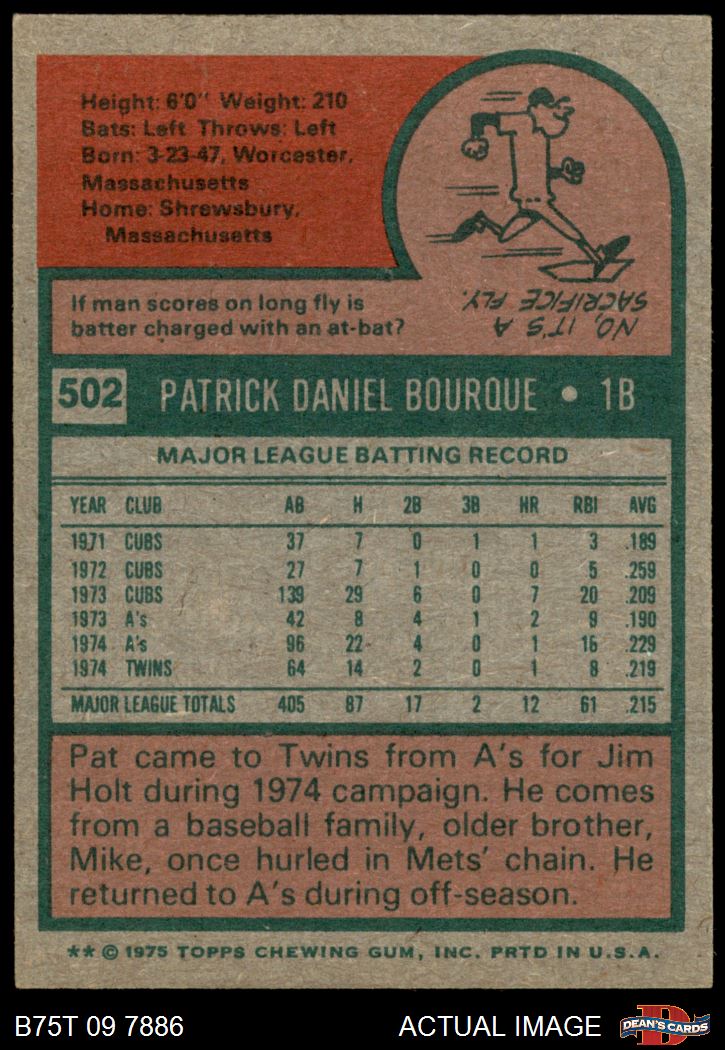 Height: 6'0" Weight: 210
Bats: Left Throws: Left
Born: 3-23-47, Worcester,
Massachusetts
Home: Shrewsbury,
Massachusetts
If man scores on long fly is
batter charged with an at-bat?
NO, IT'S A
SACRIFICE FLY.
502 PATRICK DANIEL BOURQUE • 1B
MAJOR LEAGUE BATTING RECORD
YEAR CLUB AB H 2B 3B HR RBI AVG
1971 CUBS 37 7 0 1 1 3 .189
1972 CUBS 27 7 1 0 0 5 .259
1973 CUBS 139 29 6 0 7 20 .209
1973 A's 42 8 4 1 2 9 .190
1974 A's 96 22 4 0 1 16 .229
1974 TWINS 64 14 2 0 1 8 .219
MAJOR LEAGUE TOTALS 405 87 17 2 12 61 .215
Pat came to Twins from A's for Jim
Holt during 1974 campaign. He comes
from a baseball family, older brother,
Mike, once hurled in Mets' chain. He
returned to A's during off-season.
** © 1975 TOPPS CHEWING GUM, INC. PRTD IN U.S.A.
B75T 09 7886 ACTUAL IMAGE D DEAN'S CARDS